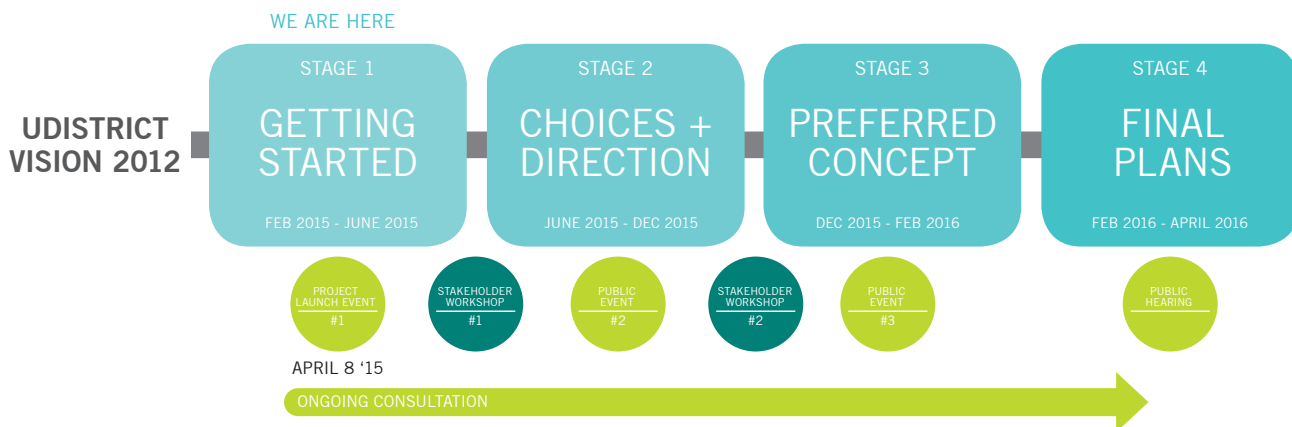 WE ARE HERE
UDISTRICT
VISION 2012
STAGE 1
GETTING
STARTED
FEB 2015 - JUNE 2015
STAGE 2
CHOICES +
DIRECTION
JUNE 2015 - DEC 2015
STAGE 3
PREFERRED
CONCEPT
DEC 2015 - FEB 2016
STAGE 4
FINAL
PLANS
FEB 2016 - APRIL 2016
PROJECT
LAUNCH EVENT
#1
STAKEHOLDER
WORKSHOP
#1
PUBLIC
EVENT
#2
STAKEHOLDER
WORKSHOP
#2
PUBLIC
EVENT
#3
PUBLIC
HEARING
APRIL 8 ‘15
ONGOING CONSULTATION